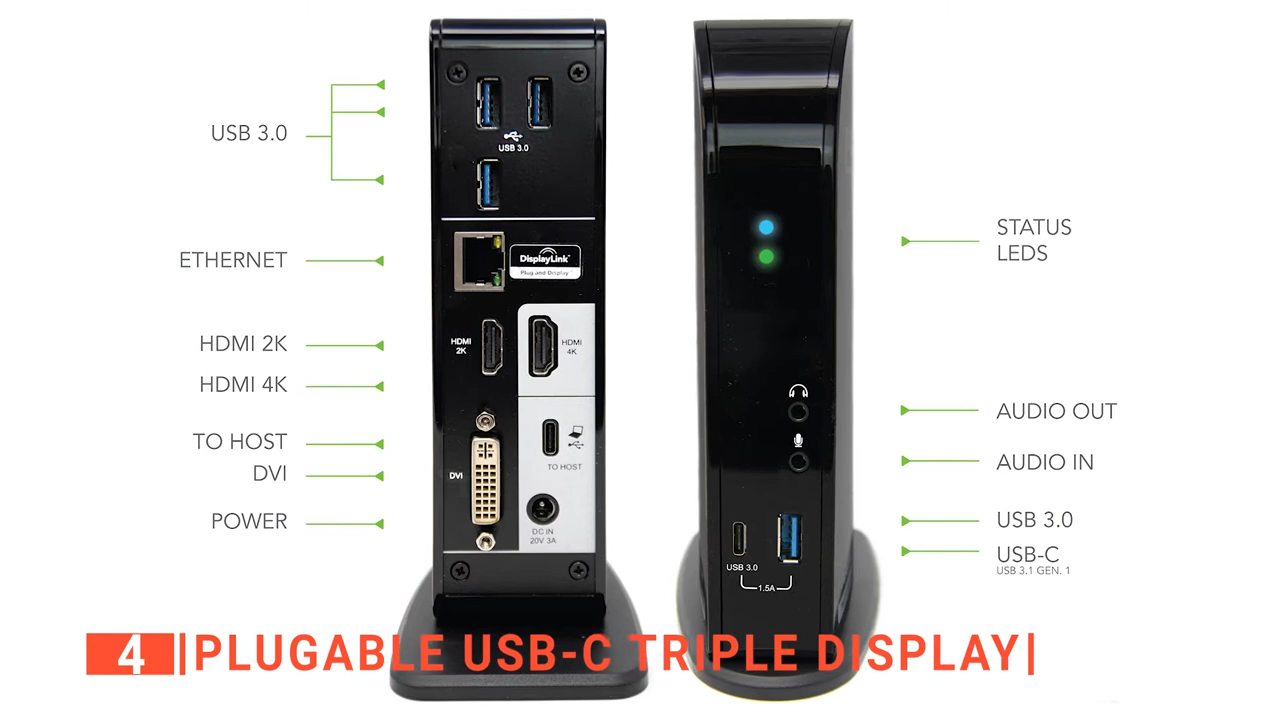 USB 3.0
ETHERNET
HDMI 2K
HDMI 4K
TO HOST
DVI
POWER
USB 3.0
DisplayLink™
Plug and Display™
HDMI
2K
HDMI
4K
TO HOST
DVI
DC IN
20V 3A
USB 3.0
1.5A
STATUS
LEDS
AUDIO OUT
AUDIO IN
USB 3.0
USB-C
USB 3.1 GEN. 1
4 |PLUGABLE USB-C TRIPLE DISPLAY|